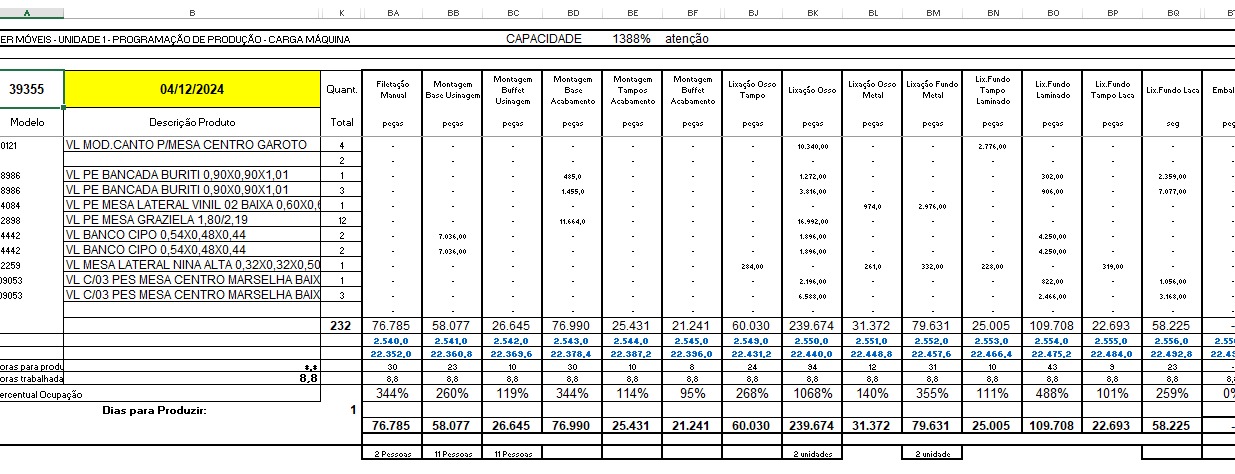 A B K BA BB BC BD BE BF BJ BK BL BM BN BO BP BQ BT
ER MÓVEIS - UNIDADE 1 - PROGRAMAÇÃO DE PRODUÇÃO - CARGA MÁQUINA CAPACIDADE 1388% atenção
39355 04/12/2024 Quant. Filetação Manual Montagem Base Usinagem Montagem Buffet Usinagem Montagem Base Acabamento Montagem Tampos Acabamento Montagem Buffet Acabamento Lixação Osso Tampo Lixação Osso Lixação Osso Metal Lixação Fundo Metal Lix.Fundo Tampo Laminado Lix.Fundo Laminado Lix.Fundo Tampo Laca Lix.Fundo Laca Embal
Modelo Descrição Produto Total peças peças peças peças peças peças peças peças peças peças peças peças peças seg peç
0121 VL MOD.CANTO P/MESA CENTRO GAROTO 4 - - - - - - - 10.340,00 - - 2.776,00 - - - -
2 - - - - - - - - - - - - - - -
8986 VL PE BANCADA BURITI 0,90X0,90X1,01 1 - - - 485,0 - - - 1.272,00 - - - 302,00 - 2.359,00 -
8986 VL PE BANCADA BURITI 0,90X0,90X1,01 3 - - - 1.455,0 - - - 3.816,00 - - - 906,00 - 7.077,00 -
4084 VL PE MESA LATERAL VINIL 02 BAIXA 0,60X0,6 1 - - - - - - - - 974,0 2.976,00 - - - - -
2898 VL PE MESA GRAZIELA 1,80/2,19 12 - - - 11.664,0 - - - 16.992,00 - - - - - - -
4442 VL BANCO CIPO 0,54X0,48X0,44 2 - 7.036,00 - - - - - 1.896,00 - - - 4.250,00 - - -
4442 VL BANCO CIPO 0,54X0,48X0,44 2 - 7.036,00 - - - - - 1.896,00 - - - 4.250,00 - - -
2259 VL MESA LATERAL NINA ALTA 0,32X0,32X0,50 1 - - - - - - 284,00 - 261,0 332,00 228,00 - 319,00 - -
09053 VL C/03 PES MESA CENTRO MARSELHA BAIX 1 - - - - - - - 2.196,00 - - - 822,00 - 1.056,00 -
09053 VL C/03 PES MESA CENTRO MARSELHA BAIX 3 - - - - - - - 6.588,00 - - - 2.466,00 - 3.168,00 -
- - - - - - - - - - - - - - -
232 76.785 58.077 26.645 76.990 25.431 21.241 60.030 239.674 31.372 79.631 25.005 109.708 22.693 58.225 -
2.540,0 2.541,0 2.542,0 2.543,0 2.544,0 2.545,0 2.549,0 2.550,0 2.551,0 2.552,0 2.553,0 2.554,0 2.555,0 2.556,0 2.5
22.352,0 22.360,8 22.369,6 22.378,4 22.387,2 22.396,0 22.431,2 22.440,0 22.448,8 22.457,6 22.466,4 22.475,2 22.484,0 22.492,8 22.5
oras para produ *,* 30 23 10 30 10 8 24 94 12 31 10 43 9 23 -
oras trabalhada 8,8 8,8 8,8 8,8 8,8 8,8 8,8 8,8 8,8 8,8 8,8 8,8 8,8 8,8 8,8 8,
ercentual Ocupação 344% 260% 119% 344% 114% 95% 268% 1068% 140% 355% 111% 488% 101% 259% 0%
Dias para Produzir: 1
76.785 58.077 26.645 76.990 25.431 21.241 60.030 239.674 31.372 79.631 25.005 109.708 22.693 58.225 -
2 Pessoas 11 Pessoas 11 Pessoas 2 unidades 2 unidade